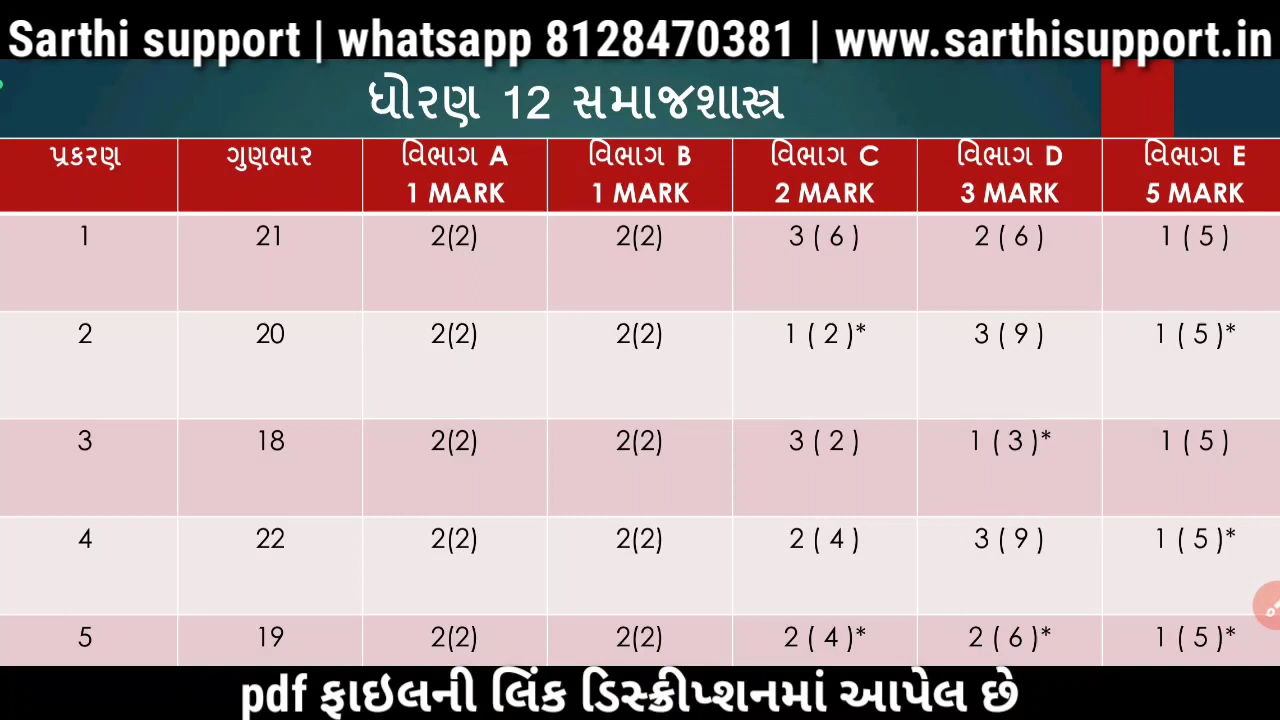 Sarthi support | whatsapp 8128470381 | www.sarthisupport.in
ધોરણ 12 સમાજશાસ્ત્ર
પ્રકરણ ગુણભાર વિભાગ A વિભાગ B વિભાગ C વિભાગ D વિભાગ E
1 MARK 1 MARK 2 MARK 3 MARK 5 MARK
1 21 2(2) 2(2) 3 ( 6 ) 2 ( 6 ) 1 ( 5 )
2 20 2(2) 2(2) 1 ( 2 )* 3 ( 9 ) 1 ( 5 )*
3 18 2(2) 2(2) 3 ( 2 ) 1 ( 3 )* 1 ( 5 )
4 22 2(2) 2(2) 2 ( 4 ) 3 ( 9 ) 1 ( 5 )*
5 19 2(2) 2(2) 2 ( 4 )* 2 ( 6 )* 1 ( 5 )*
pdf ફાઇલની લિંક ડિસ્ક્રીપ્શનમાં આપેલ છે